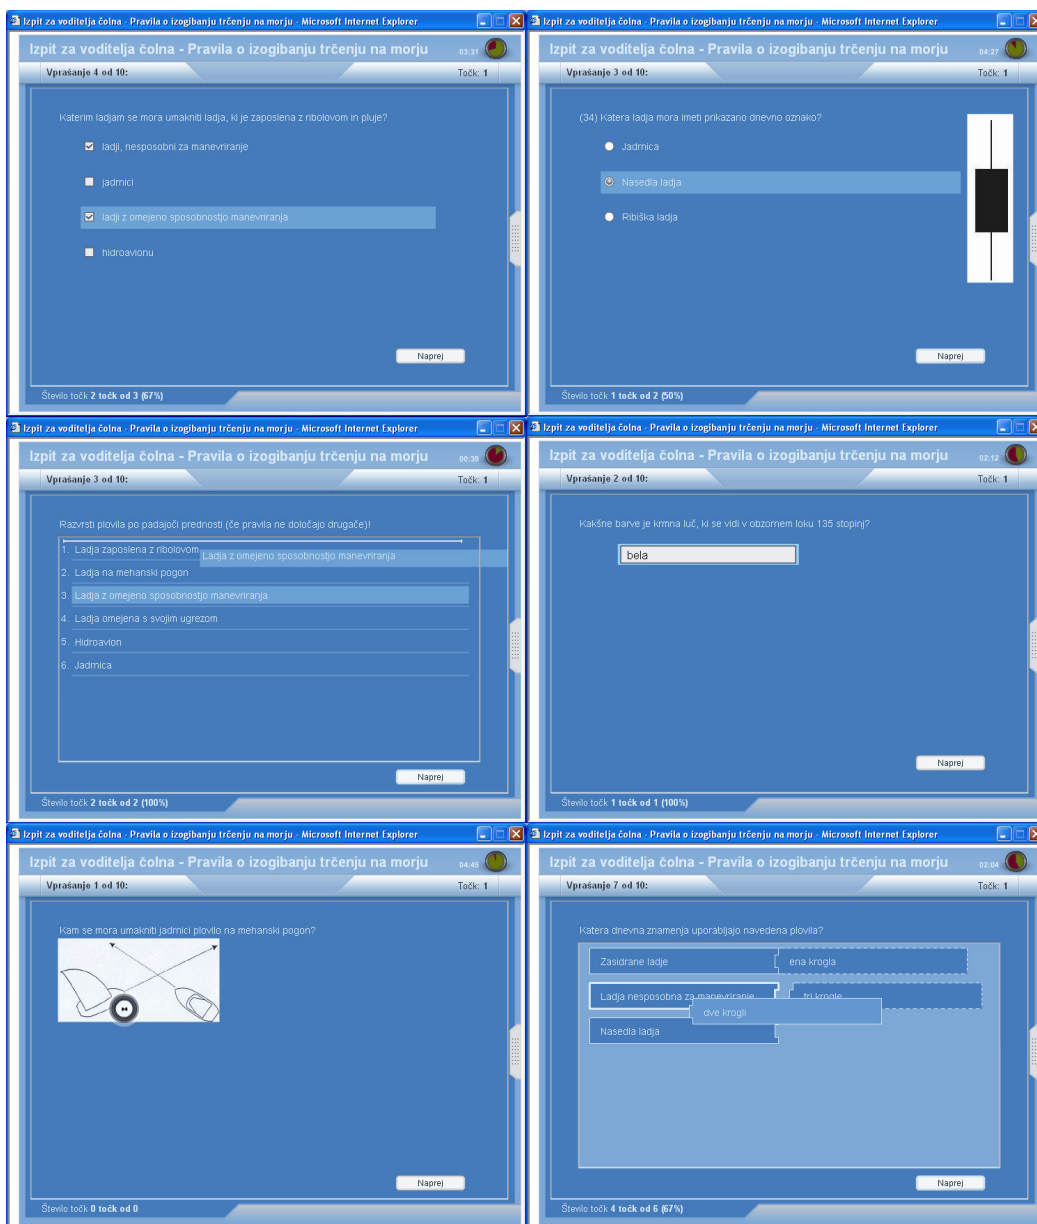 Izpit za voditelja čolna - Pravila o izogibanju trčenju na morju - Microsoft Internet Explorer
Izpit za voditelja čolna - Pravila o izogibanju trčenju na morju 03:31
Vprašanje 4 od 10: Točk: 1
Katerim ladjam se mora umakniti ladja, ki je zaposlena z ribolovom in pluje?
ladji, nesposobni za manevriranje
jadrnici
ladji z omejeno sposobnostjo manevriranja
hidroavionu
Naprej
Število točk 2 točk od 3 (67%)
Izpit za voditelja čolna - Pravila o izogibanju trčenju na morju - Microsoft Internet Explorer
Izpit za voditelja čolna - Pravila o izogibanju trčenju na morju 04:27
Vprašanje 3 od 10: Točk: 1
(34) Katera ladja mora imeti prikazano dnevno oznako?
Jadrnica
Nasedla ladja
Ribiška ladja
Naprej
Število točk 1 točk od 2 (50%)
Izpit za voditelja čolna - Pravila o izogibanju trčenju na morju - Microsoft Internet Explorer
Izpit za voditelja čolna - Pravila o izogibanju trčenju na morju
Vprašanje 3 od 10: Točk: 1
Razvrsti plovila po padajoči prednosti (če pravila ne določajo drugače)!
1. Ladja zaposlena z ribolovom
Ladja z omejeno sposobnostjo manevriranja
2. Ladja na mehanski pogon
3. Ladja z omejeno sposobnostjo manevriranja
4. Ladja omejena s svojim ugrezom
5. Hidroavion
6. Jadrnica
Naprej
Število točk 2 točk od 2 (100%)
Izpit za voditelja čolna - Pravila o izogibanju trčenju na morju - Microsoft Internet Explorer
Izpit za voditelja čolna - Pravila o izogibanju trčenju na morju 02:12
Vprašanje 2 od 10: Točk: 1
Kakšne barve je krmna luč, ki se vidi v obzornem loku 135 stopinj?
bela
Naprej
Število točk 1 točk od 1 (100%)
Izpit za voditelja čolna - Pravila o izogibanju trčenju na morju - Microsoft Internet Explorer
Izpit za voditelja čolna - Pravila o izogibanju trčenju na morju
Vprašanje 1 od 10: Točk: 1
Kam se mora umakniti jadrnici plovilo na mehanski pogon?
Naprej
Število točk 0 točk od 0
Izpit za voditelja čolna - Pravila o izogibanju trčenju na morju - Microsoft Internet Explorer
Izpit za voditelja čolna - Pravila o izogibanju trčenju na morju 02:04
Vprašanje 7 od 10: Točk: 1
Katera dnevna znamenja uporabljajo navedena plovila?
Zasidrane ladje ena krogla
Ladja nesposobna za manevriranje tri krogle
dve krogli
Nasedla ladja
Naprej
Število točk 4 točk od 6 (67%)